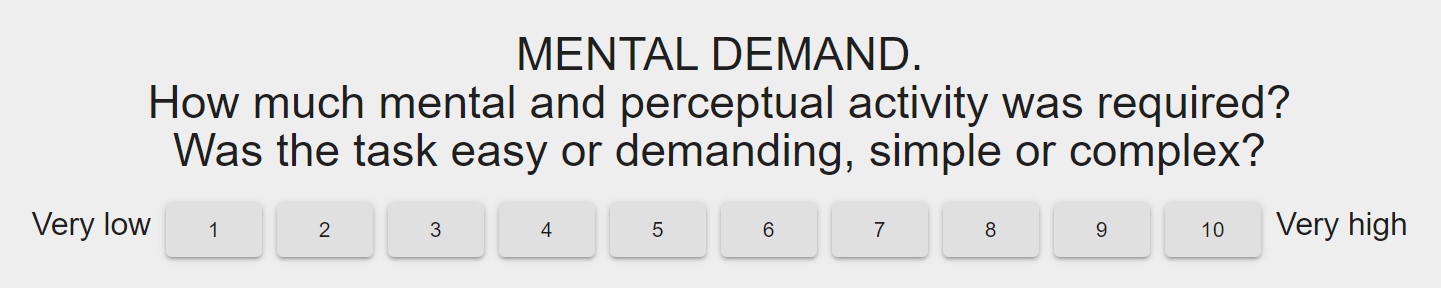 MENTAL DEMAND.
How much mental and perceptual activity was required?
Was the task easy or demanding, simple or complex?
Very low 1 2 3 4 5 6 7 8 9 10 Very high